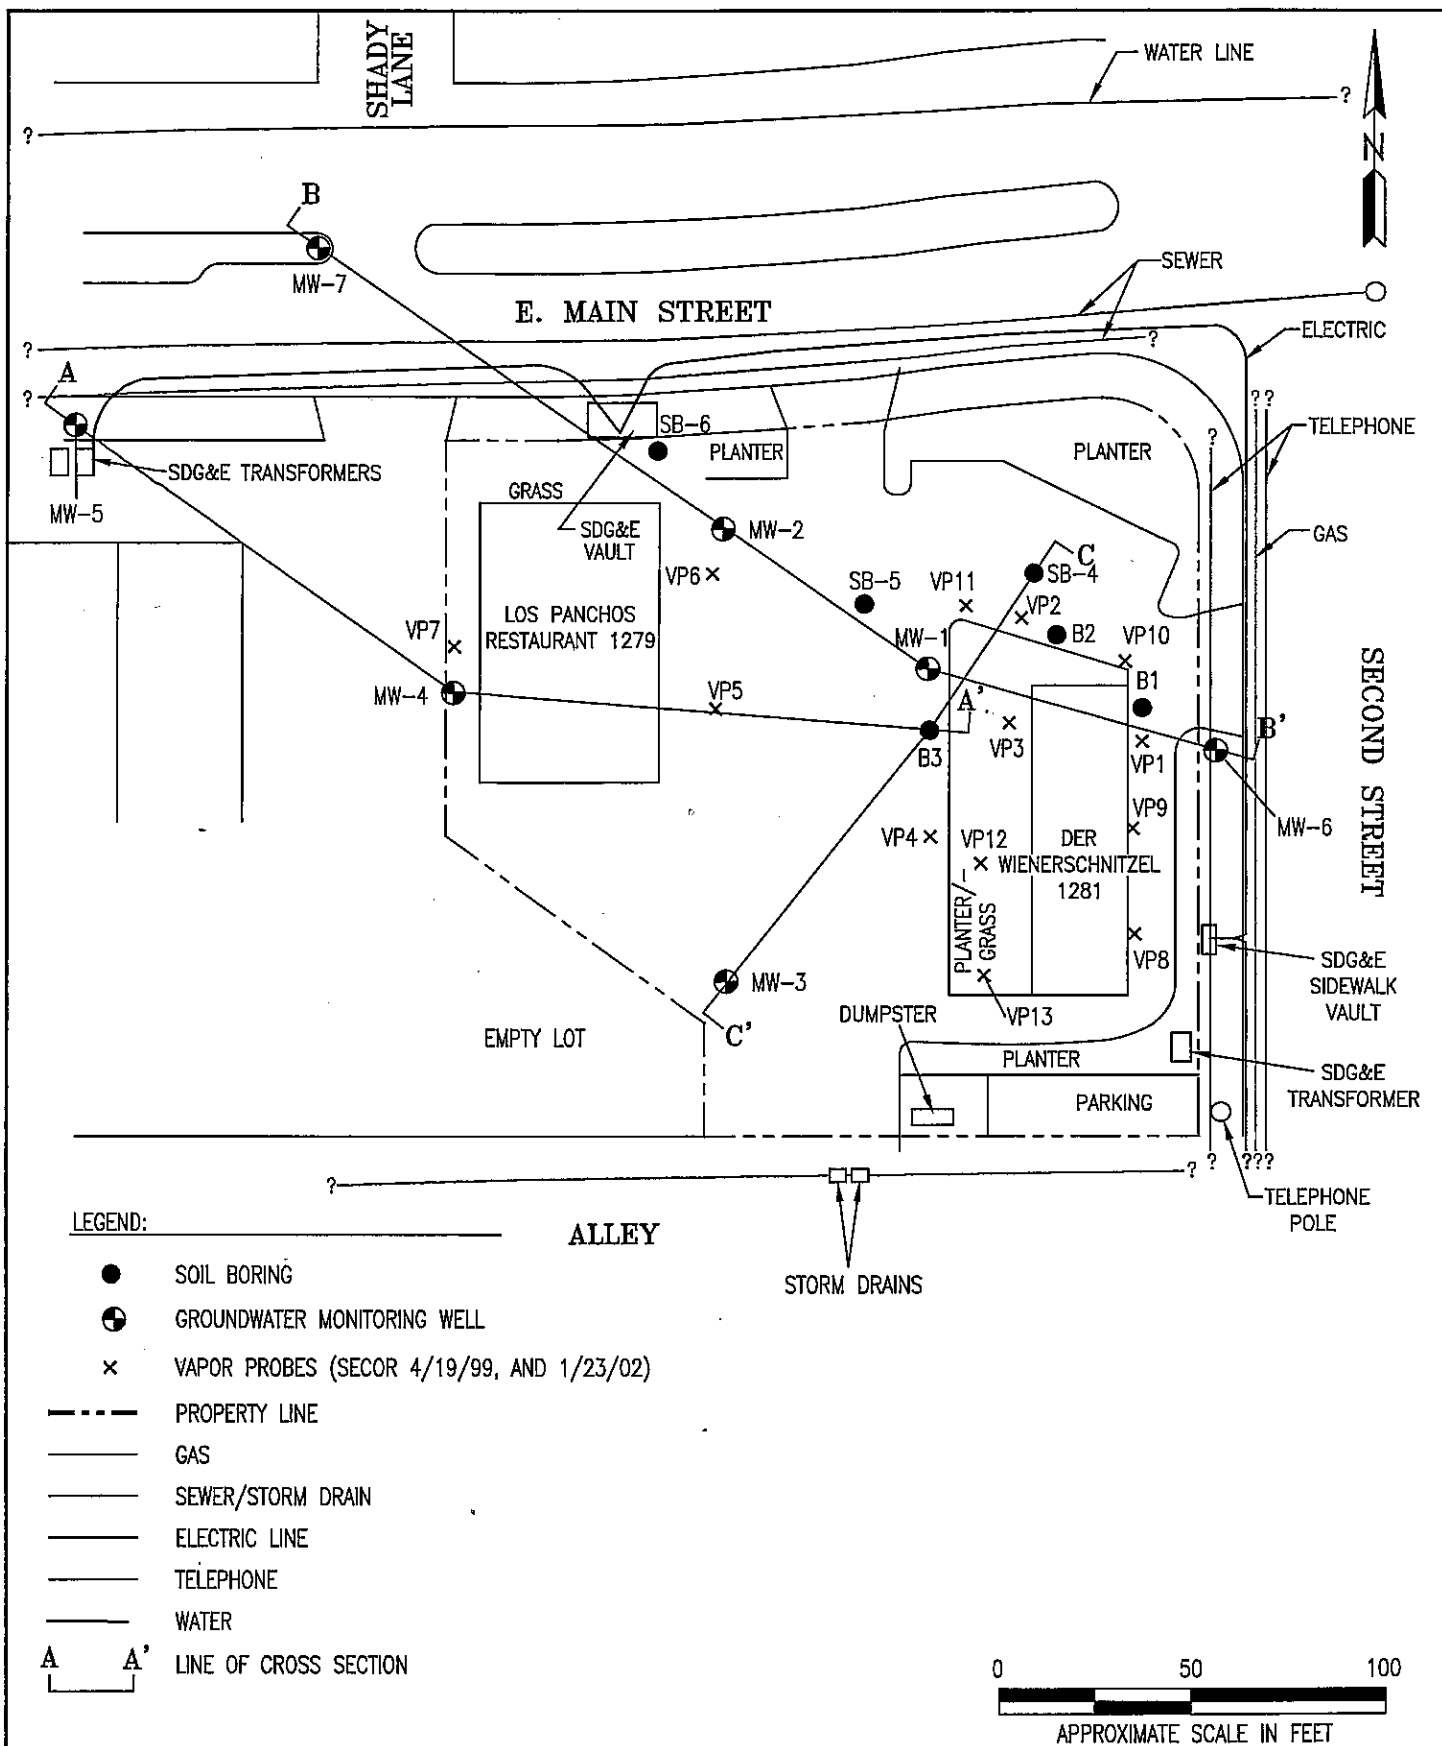 SHADY
LANE
WATER LINE
?
?
N
B
MW-7
SEWER
E. MAIN STREET
ELECTRIC
?
?
A
?
??
SB-6
TELEPHONE
?
PLANTER
PLANTER
SDG&E TRANSFORMERS
GRASS
MW-5
SDG&E
VAULT
MW-2
GAS
C
SB-4
VP6
SB-5
VP11
VP2
LOS PANCHOS
RESTAURANT 1279
B2
VP7
MW-1
VP10
MW-4
VP5
A'
B1
B'
B3
VP3
VP1
SECOND STREET
VP9
MW-6
VP4
VP12
DER
WIENERSCHNITZEL
1281
PLANTER/
GRASS
VP8
SDG&E
SIDEWALK
VAULT
MW-3
VP13
DUMPSTER
C'
EMPTY LOT
PLANTER
SDG&E
TRANSFORMER
PARKING
?
???
?
?
TELEPHONE
POLE
LEGEND:
ALLEY
STORM DRAINS
SOIL BORING
GROUNDWATER MONITORING WELL
VAPOR PROBES (SECOR 4/19/99, AND 1/23/02)
PROPERTY LINE
GAS
SEWER/STORM DRAIN
ELECTRIC LINE
TELEPHONE
WATER
A A' LINE OF CROSS SECTION
0 50 100
APPROXIMATE SCALE IN FEET